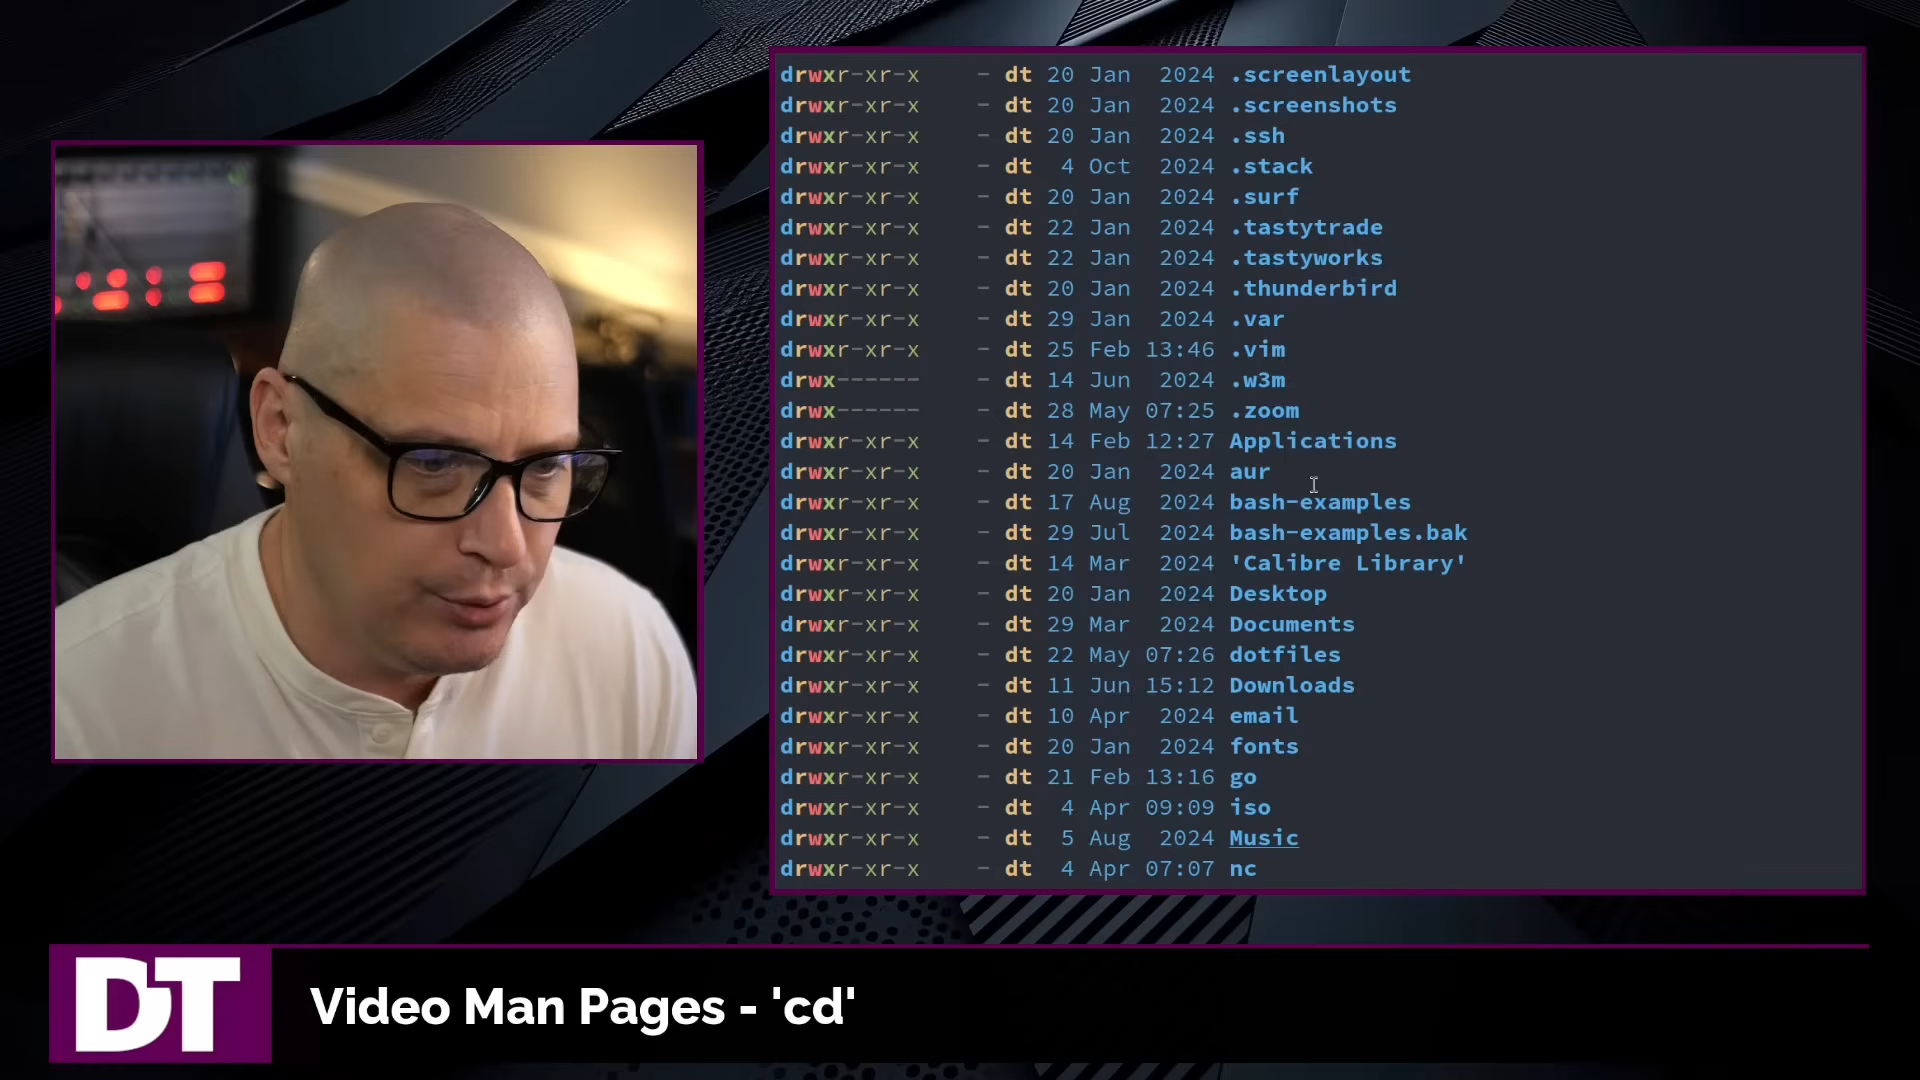 drwxr-xr-x    - dt 20 Jan  2024 .screenlayout
drwxr-xr-x    - dt 20 Jan  2024 .screenshots
drwxr-xr-x    - dt 20 Jan  2024 .ssh
drwxr-xr-x    - dt  4 Oct  2024 .stack
drwxr-xr-x    - dt 20 Jan  2024 .surf
drwxr-xr-x    - dt 22 Jan  2024 .tastytrade
drwxr-xr-x    - dt 22 Jan  2024 .tastyworks
drwxr-xr-x    - dt 20 Jan  2024 .thunderbird
drwxr-xr-x    - dt 29 Jan  2024 .var
drwxr-xr-x    - dt 25 Feb 13:46 .vim
drwx------    - dt 14 Jun  2024 .w3m
drwx------    - dt 28 May 07:25 .zoom
drwxr-xr-x    - dt 14 Feb 12:27 Applications
drwxr-xr-x    - dt 20 Jan  2024 aur
drwxr-xr-x    - dt 17 Aug  2024 bash-examples
drwxr-xr-x    - dt 29 Jul  2024 bash-examples.bak
drwxr-xr-x    - dt 14 Mar  2024 'Calibre Library'
drwxr-xr-x    - dt 20 Jan  2024 Desktop
drwxr-xr-x    - dt 29 Mar  2024 Documents
drwxr-xr-x    - dt 22 May 07:26 dotfiles
drwxr-xr-x    - dt 11 Jun 15:12 Downloads
drwxr-xr-x    - dt 10 Apr  2024 email
drwxr-xr-x    - dt 20 Jan  2024 fonts
drwxr-xr-x    - dt 21 Feb 13:16 go
drwxr-xr-x    - dt  4 Apr 09:09 iso
drwxr-xr-x    - dt  5 Aug  2024 Music
drwxr-xr-x    - dt  4 Apr 07:07 nc
DT
Video Man Pages - 'cd'